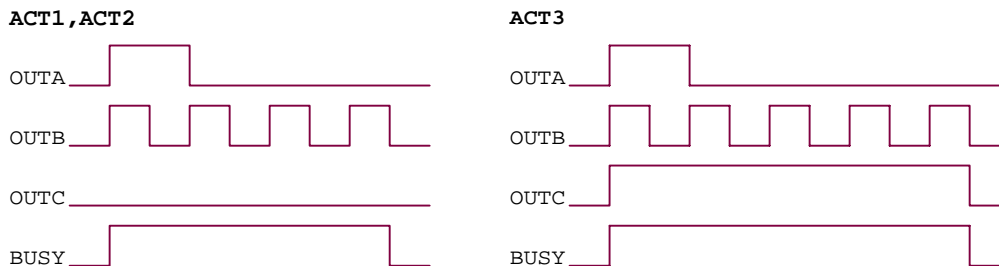 ACT1,ACT2
OUTA
OUTB
OUTC
BUSY
ACT3
OUTA
OUTB
OUTC
BUSY